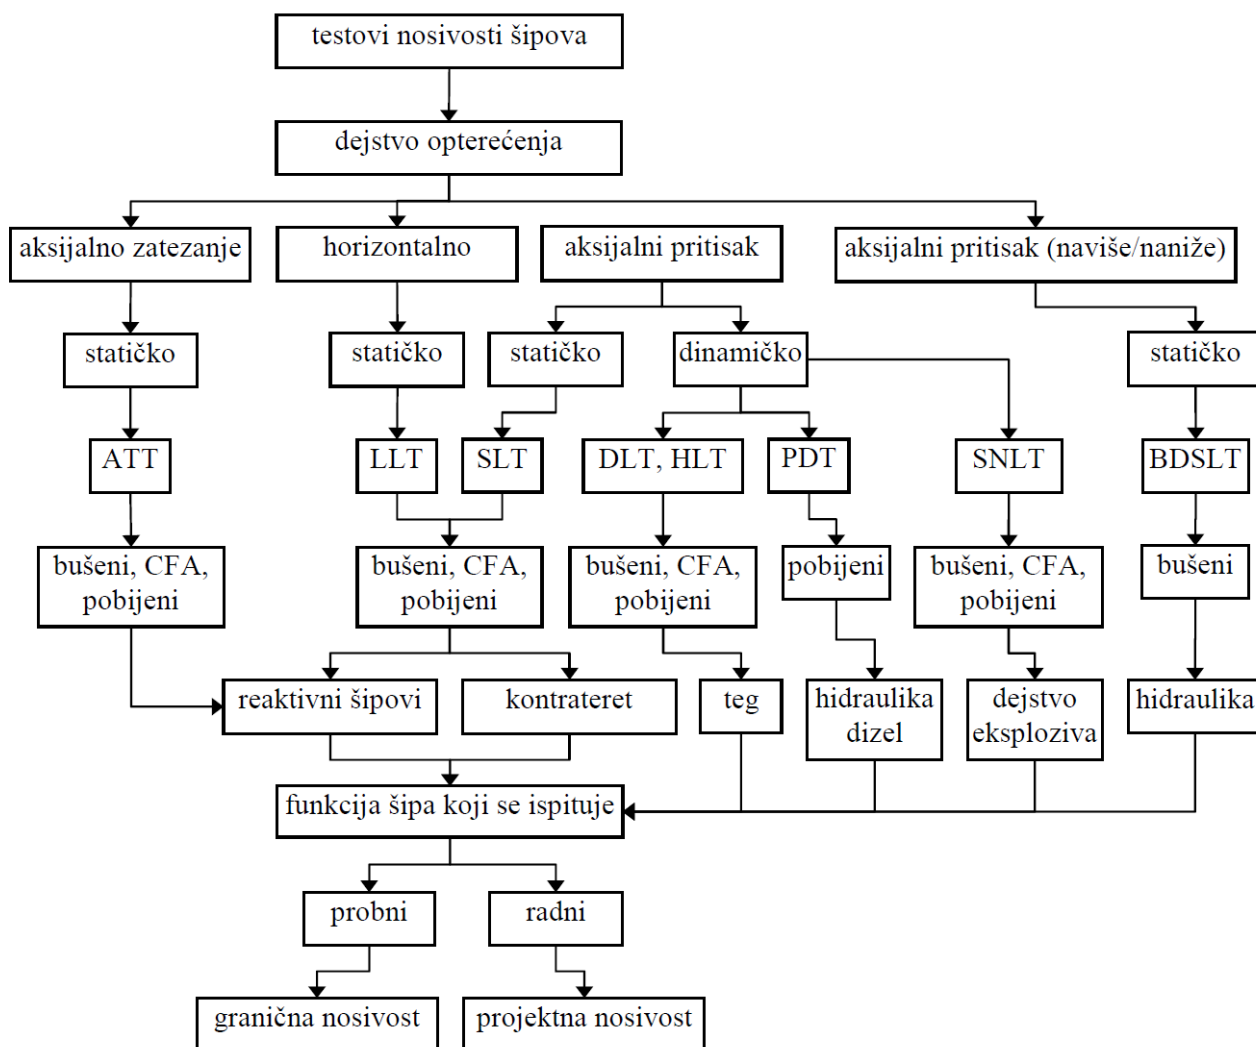 testovi nosivosti šipova
dejstvo opterećenja
aksijalno zatezanje
horizontalno
aksijalni pritisak
aksijalni pritisak (naviše/naniže)
statičko
statičko
statičko
dinamičko
statičko
ATT
LLT
SLT
DLT, HLT
PDT
SNLT
BDSLT
bušeni, CFA,
pobijeni
bušeni, CFA,
pobijeni
bušeni, CFA,
pobijeni
pobijeni
bušeni, CFA,
pobijeni
bušeni
reaktivni šipovi
kontrateret
teg
hidraulika
dizel
dejstvo
eksploziva
hidraulika
funkcija šipa koji se ispituje
probni
radni
granična nosivost
projektna nosivost